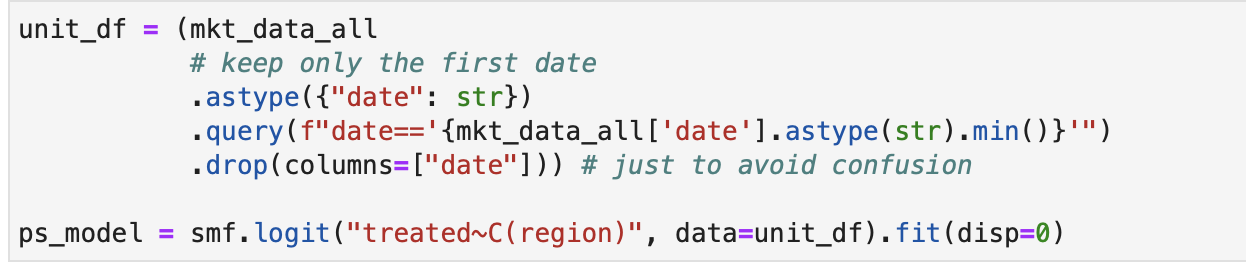 unit_df = (mkt_data_all
           # keep only the first date
           .astype({"date": str})
           .query(f"date=='{mkt_data_all['date'].astype(str).min()}'")
           .drop(columns=["date"])) # just to avoid confusion

ps_model = smf.logit("treated~C(region)", data=unit_df).fit(disp=0)